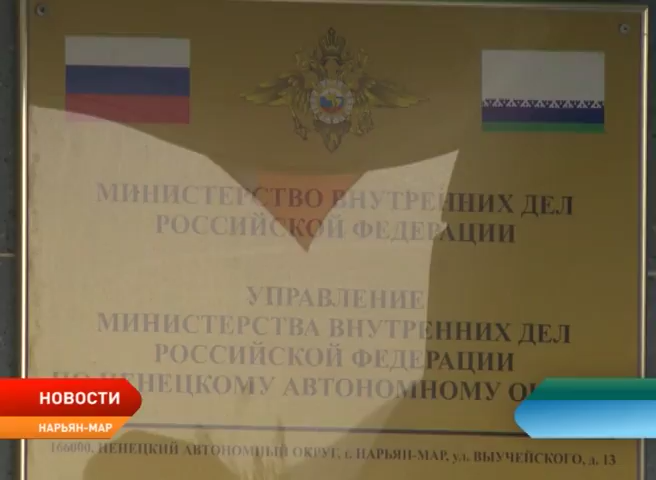 МИНИСТЕРСТВО ВНУТРЕННИХ ДЕЛ
РОССИЙСКОЙ ФЕДЕРАЦИИ
УПРАВЛЕНИЕ
МИНИСТЕРСТВА ВНУТРЕННИХ ДЕЛ
РОССИЙСКОЙ ФЕДЕРАЦИИ
ПО НЕНЕЦКОМУ АВТОНОМНОМУ
НОВОСТИ
НАРЬЯН-МАР
166000, НЕНЕЦКИЙ АВТОНОМНЫЙ ОКРУГ, г. НАРЬЯН-МАР, ул. ВЫУЧЕЙСКОГО, д. 13